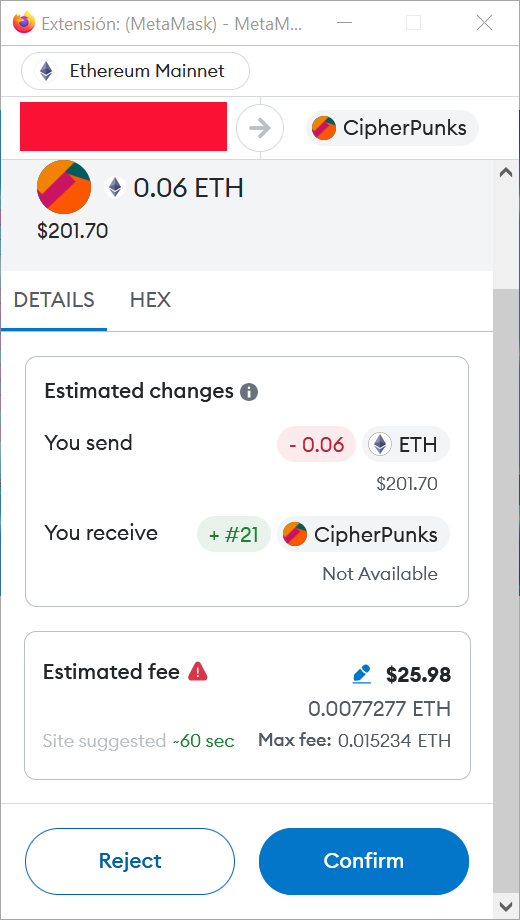 Extensión: (MetaMask) - MetaM...
Ethereum Mainnet
CipherPunks
0.06 ETH
$201.70
DETAILS HEX
Estimated changes
You send - 0.06 ETH
$201.70
You receive + #21 CipherPunks
Not Available
Estimated fee $25.98
0.0077277 ETH
Site suggested ~60 sec Max fee: 0.015234 ETH
Reject Confirm